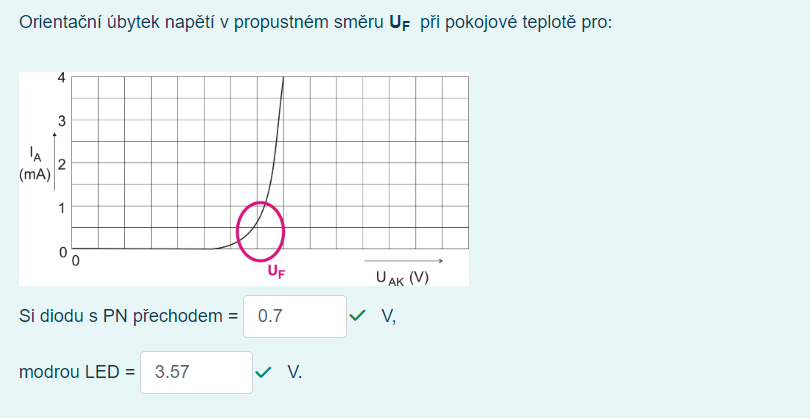 Orientační úbytek napětí v propustném směru UF při pokojové teplotě pro:
4
3
IA
(mA)
2
1
0
0
UF
UAK (V)
Si diodu s PN přechodem = 0.7 V,
modrou LED = 3.57 V.